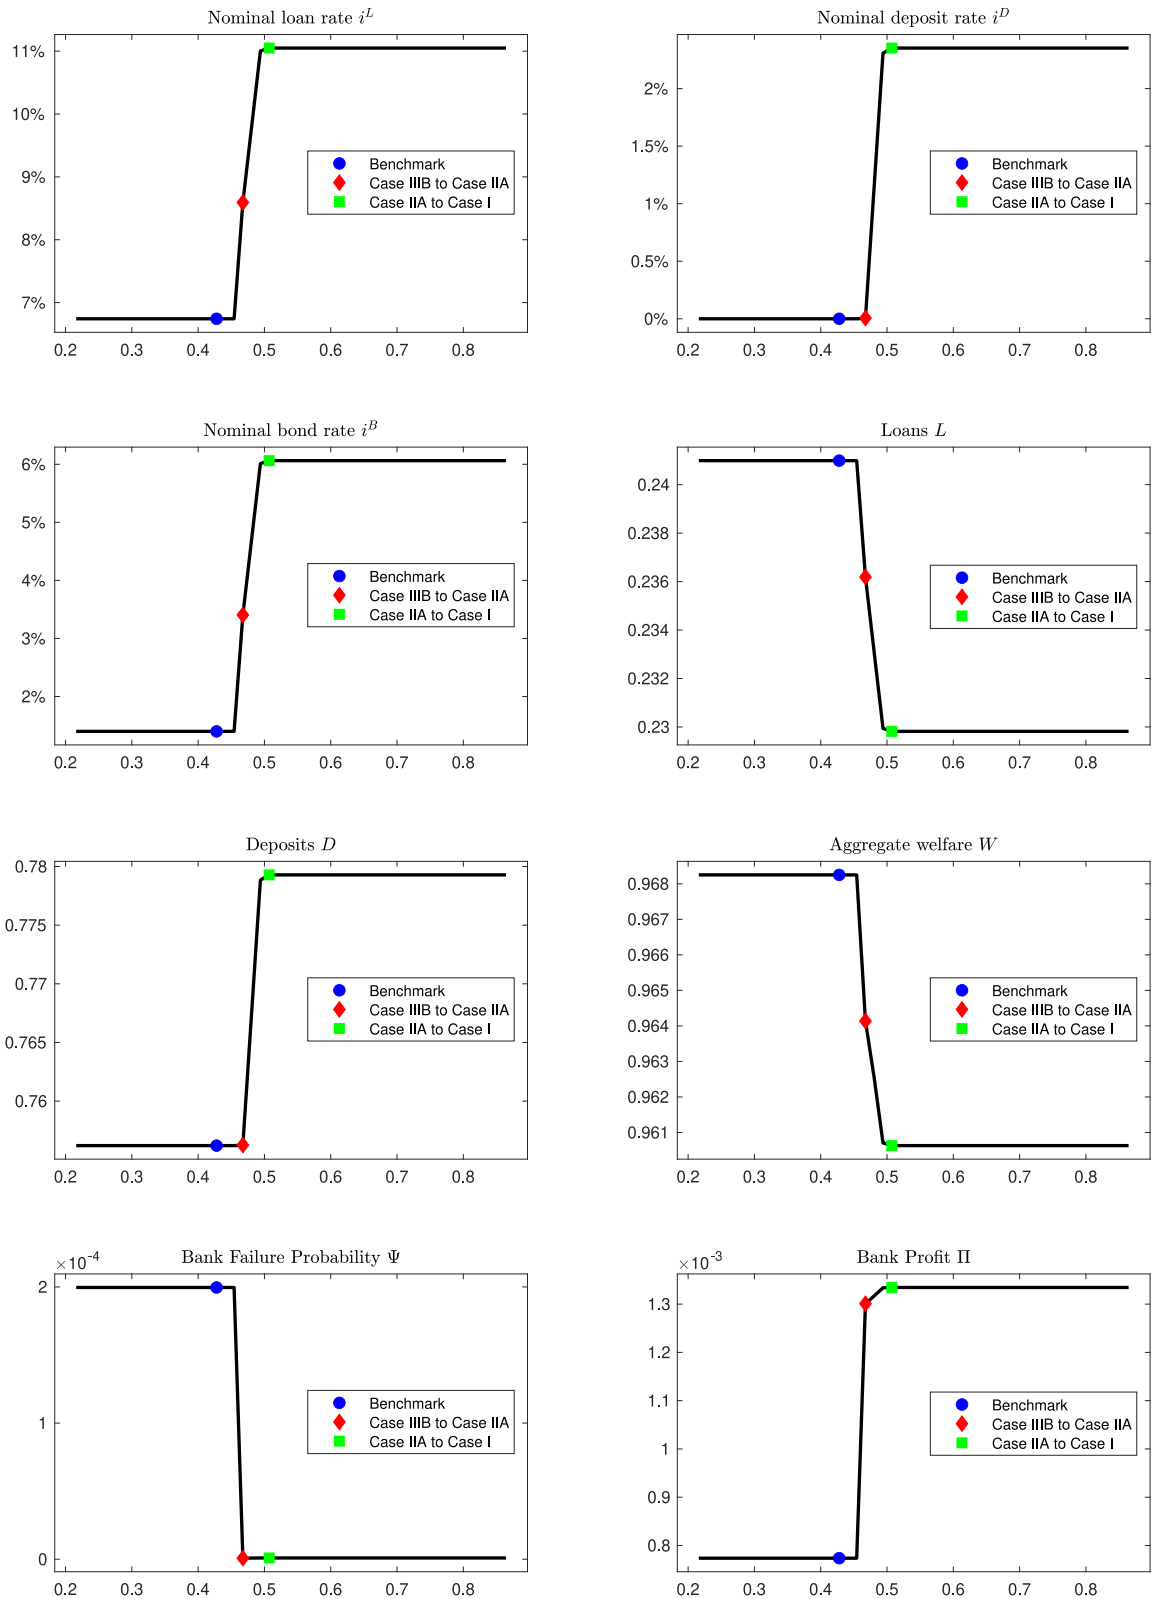 Nominal loan rate i^L
11%
10%
9%
8%
7%
Benchmark
Case IIIB to Case IIA
Case IIA to Case I
0.2 0.3 0.4 0.5 0.6 0.7 0.8
Nominal deposit rate i^D
2%
1.5%
1%
0.5%
0%
Benchmark
Case IIIB to Case IIA
Case IIA to Case I
0.2 0.3 0.4 0.5 0.6 0.7 0.8
Nominal bond rate i^B
6%
5%
4%
3%
2%
Benchmark
Case IIIB to Case IIA
Case IIA to Case I
0.2 0.3 0.4 0.5 0.6 0.7 0.8
Loans L
0.24
0.238
0.236
0.234
0.232
0.23
Benchmark
Case IIIB to Case IIA
Case IIA to Case I
0.2 0.3 0.4 0.5 0.6 0.7 0.8
Deposits D
0.78
0.775
0.77
0.765
0.76
Benchmark
Case IIIB to Case IIA
Case IIA to Case I
0.2 0.3 0.4 0.5 0.6 0.7 0.8
Aggregate welfare W
0.968
0.967
0.966
0.965
0.964
0.963
0.962
0.961
Benchmark
Case IIIB to Case IIA
Case IIA to Case I
0.2 0.3 0.4 0.5 0.6 0.7 0.8
Bank Failure Probability Ψ
×10^-4
2
1
0
Benchmark
Case IIIB to Case IIA
Case IIA to Case I
0.2 0.3 0.4 0.5 0.6 0.7 0.8
Bank Profit Π
×10^-3
1.3
1.2
1.1
1
0.9
0.8
Benchmark
Case IIIB to Case IIA
Case IIA to Case I
0.2 0.3 0.4 0.5 0.6 0.7 0.8